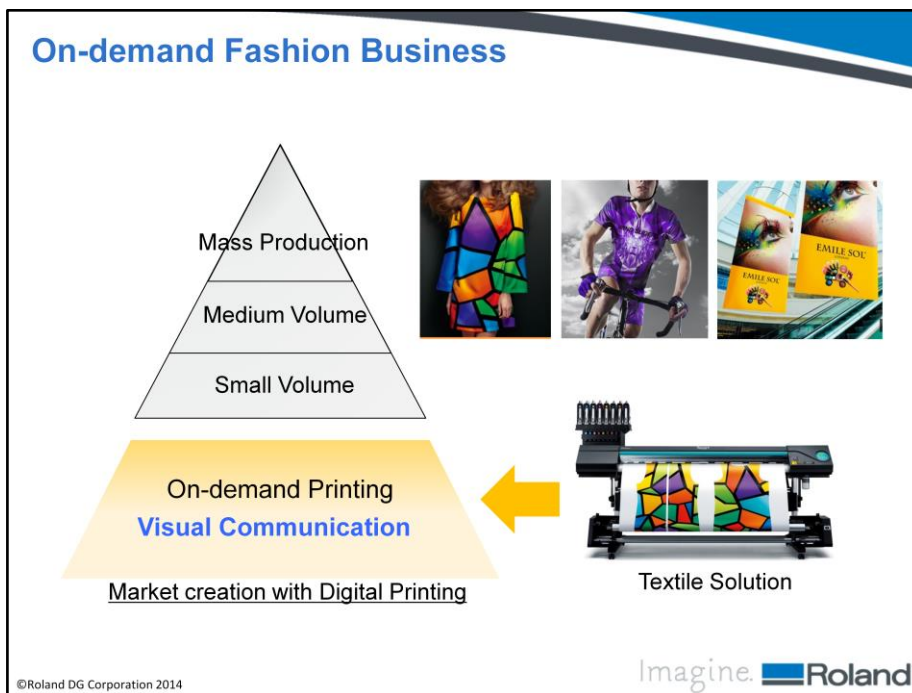 On-demand Fashion Business
Mass Production
Medium Volume
Small Volume
EMILE SOL
EMILE SOL
On-demand Printing
Visual Communication
Market creation with Digital Printing
Textile Solution
©Roland DG Corporation 2014
Imagine. Roland